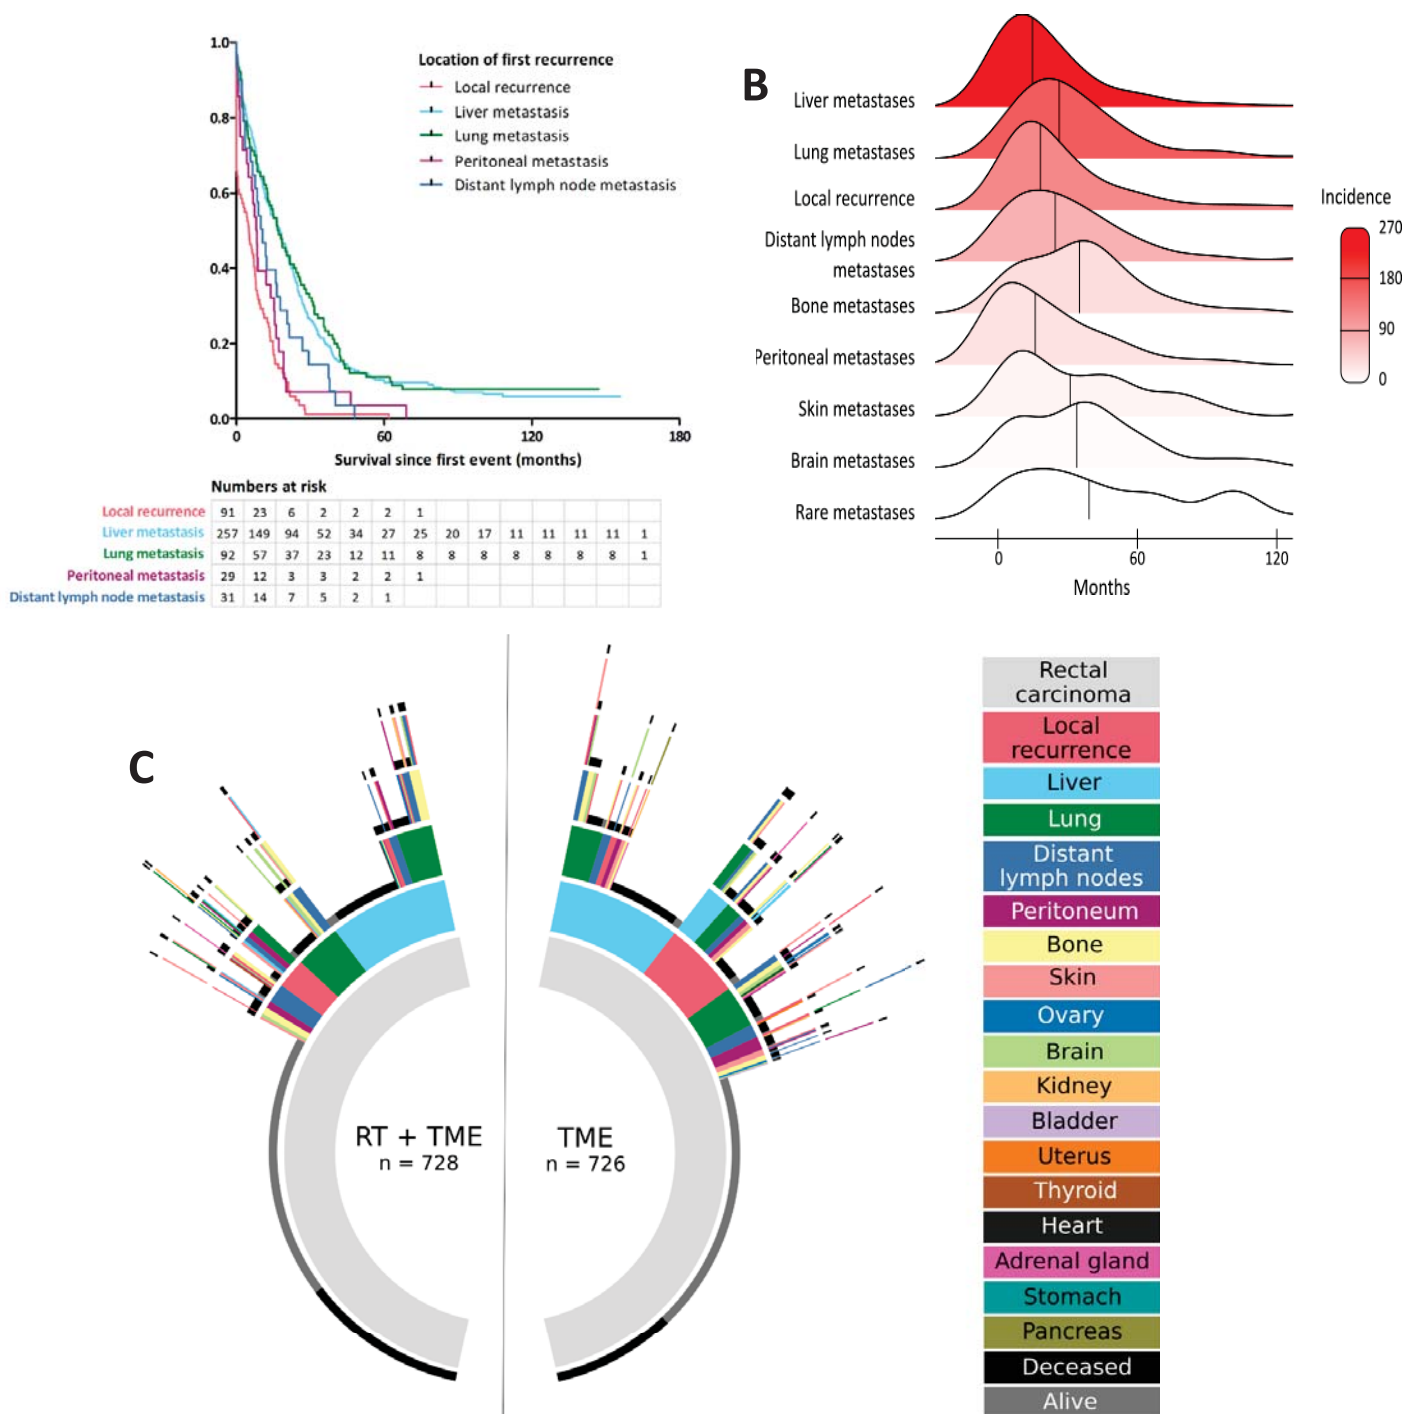 1.0
0.8
0.6
0.4
0.2
0.0
0 60 120 180
Survival since first event (months)
Location of first recurrence
Local recurrence
Liver metastasis
Lung metastasis
Peritoneal metastasis
Distant lymph node metastasis
Numbers at risk
Local recurrence 91 23 6 2 2 2 1
Liver metastasis 257 149 94 52 34 27 25 20 17 11 11 11 11 1
Lung metastasis 92 57 37 23 12 11 8 8 8 8 8 8 8 1
Peritoneal metastasis 29 12 3 3 2 2 1
Distant lymph node metastasis 31 14 7 5 2 1
B
Liver metastases
Lung metastases
Local recurrence
Distant lymph nodes
metastases
Bone metastases
Peritoneal metastases
Skin metastases
Brain metastases
Rare metastases
0 60 120
Months
Incidence
270
180
90
0
C
RT + TME
n = 728
TME
n = 726
Rectal
carcinoma
Local
recurrence
Liver
Lung
Distant
lymph nodes
Peritoneum
Bone
Skin
Ovary
Brain
Kidney
Bladder
Uterus
Thyroid
Heart
Adrenal gland
Stomach
Pancreas
Deceased
Alive